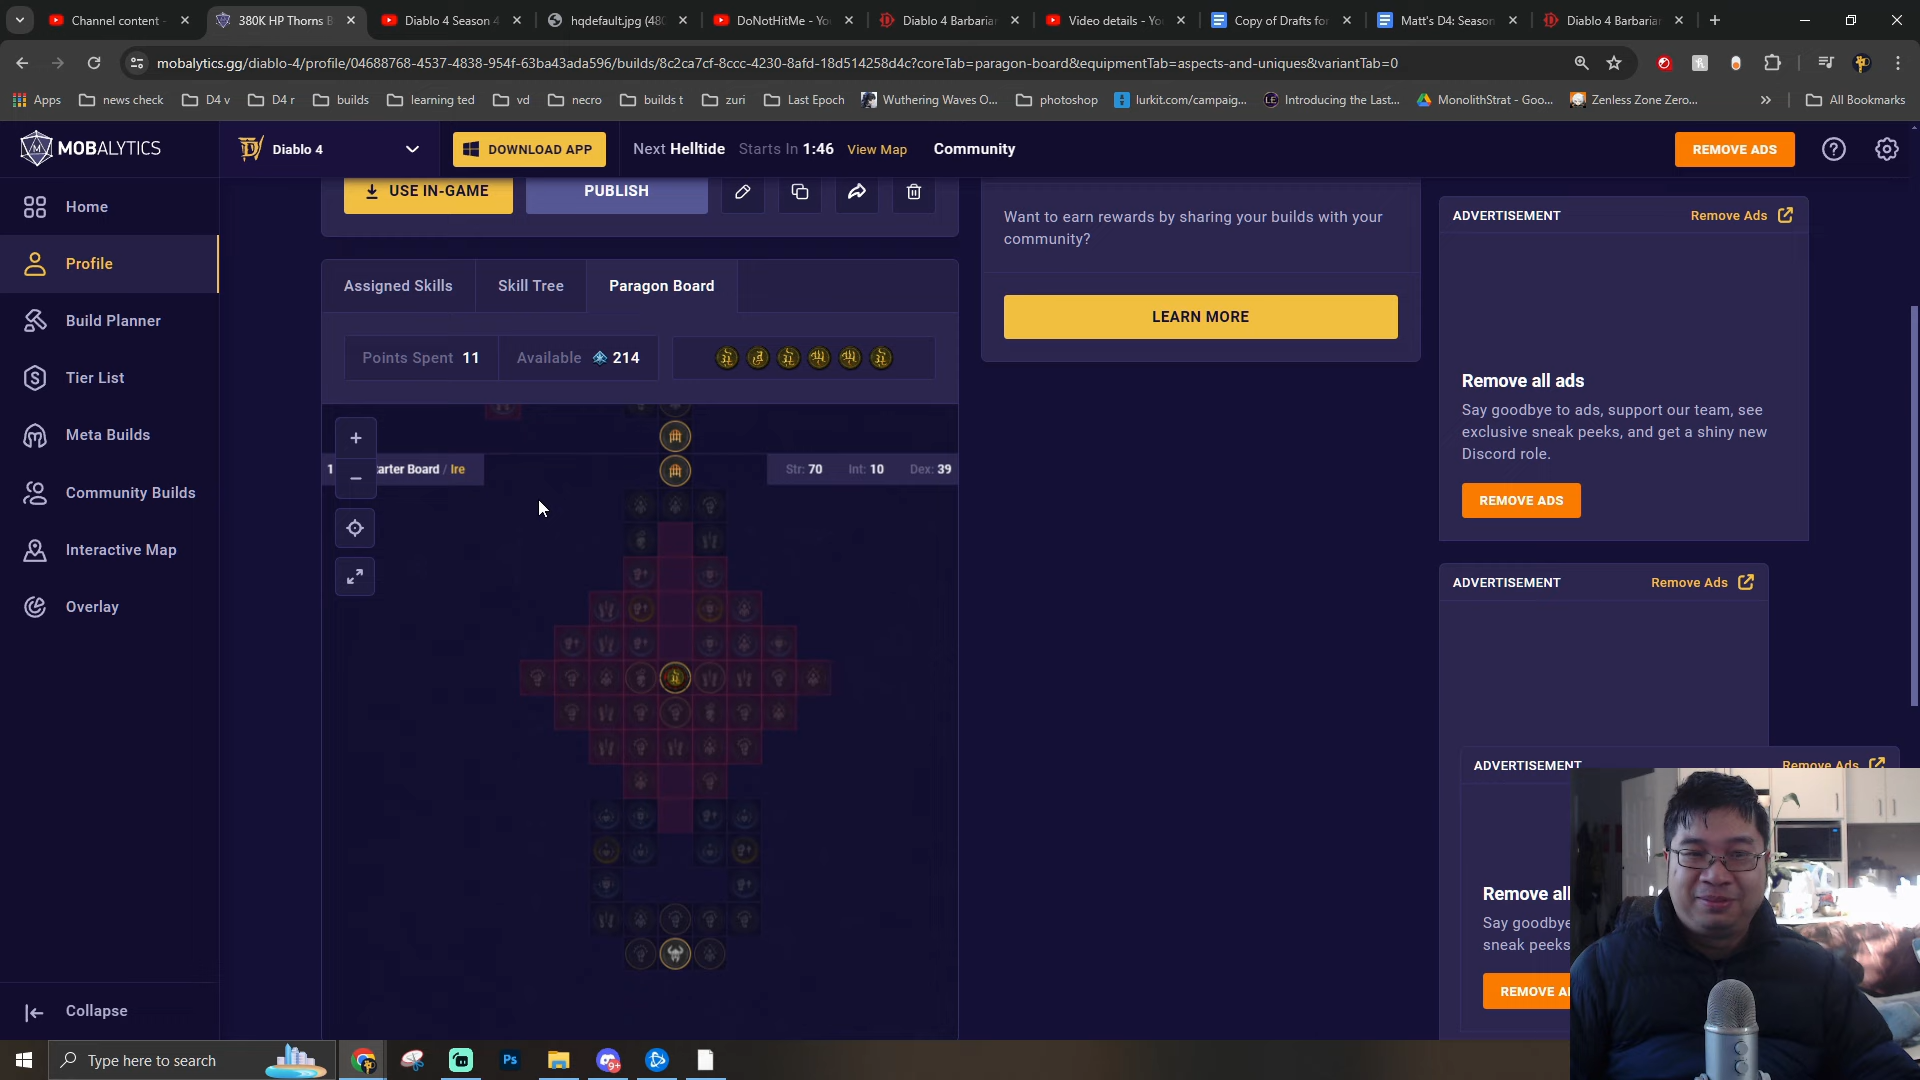 Channel content -
380K HP Thorns B
Diablo 4 Season 4
hqdefault.jpg (480
DoNotHitMe - Yo
Diablo 4 Barbarian
Video details - Yo
Copy of Drafts for
Matt's D4: Season
Diablo 4 Barbarian
mobalytics.gg/diablo-4/profile/04688768-4537-4838-954f-63ba43ada596/builds/8c2ca7cf-8ccc-4230-8afd-18d514258d4c?coreTab=paragon-board&equipmentTab=aspects-and-uniques&variantTab=0
Apps
news check
D4 v
D4 r
builds
learning ted
vd
necro
builds t
zuri
Last Epoch
Wuthering Waves O...
photoshop
lurkit.com/campaig...
Introducing the Last...
MonolithStrat - Goo...
Zenless Zone Zero...
All Bookmarks
MOBALYTICS
Diablo 4
DOWNLOAD APP
Next Helltide Starts In 1:46 View Map
Community
REMOVE ADS
Home
Profile
Build Planner
Tier List
Meta Builds
Community Builds
Interactive Map
Overlay
Collapse
USE IN-GAME
PUBLISH
Assigned Skills
Skill Tree
Paragon Board
Points Spent 11
Available 214
1
arter Board / Ire
Str: 70 Int: 10 Dex: 39
Want to earn rewards by sharing your builds with your
community?
LEARN MORE
ADVERTISEMENT
Remove Ads
Remove all ads
Say goodbye to ads, support our team, see
exclusive sneak peeks, and get a shiny new
Discord role.
REMOVE ADS
ADVERTISEMENT
Remove Ads
ADVERTISEMENT
Remove Ads
Remove all
Say goodbye
sneak peeks
REMOVE A
Type here to search
Ps
9+